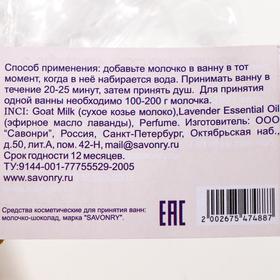 Способ применения: добавьте молочко в ванну в тот
момент, когда в неё набирается вода. Принимать ванну в
течение 20-25 минут, затем принять душ. Для
принятия одной ванны необходимо 100-200 г молочка.
INCI: Goat Milk (сухое козье молоко),Lavender Essential Oil
(эфирное масло лаванды), Perfume. Изготовитель: ООО
"Савонри", Россия, Санкт-Петербург, Октябрьская наб.,
д.50, лит.А, пом. 42-Н, mail@savonry.com
Срок годности 12 месяцев.
ТУ:9144-001-77755529-2005
www.savonry.com
Средства косметические для принятия ванн:
молочко-шоколад, марка "SAVONRY"
EAC
2 002675 474887